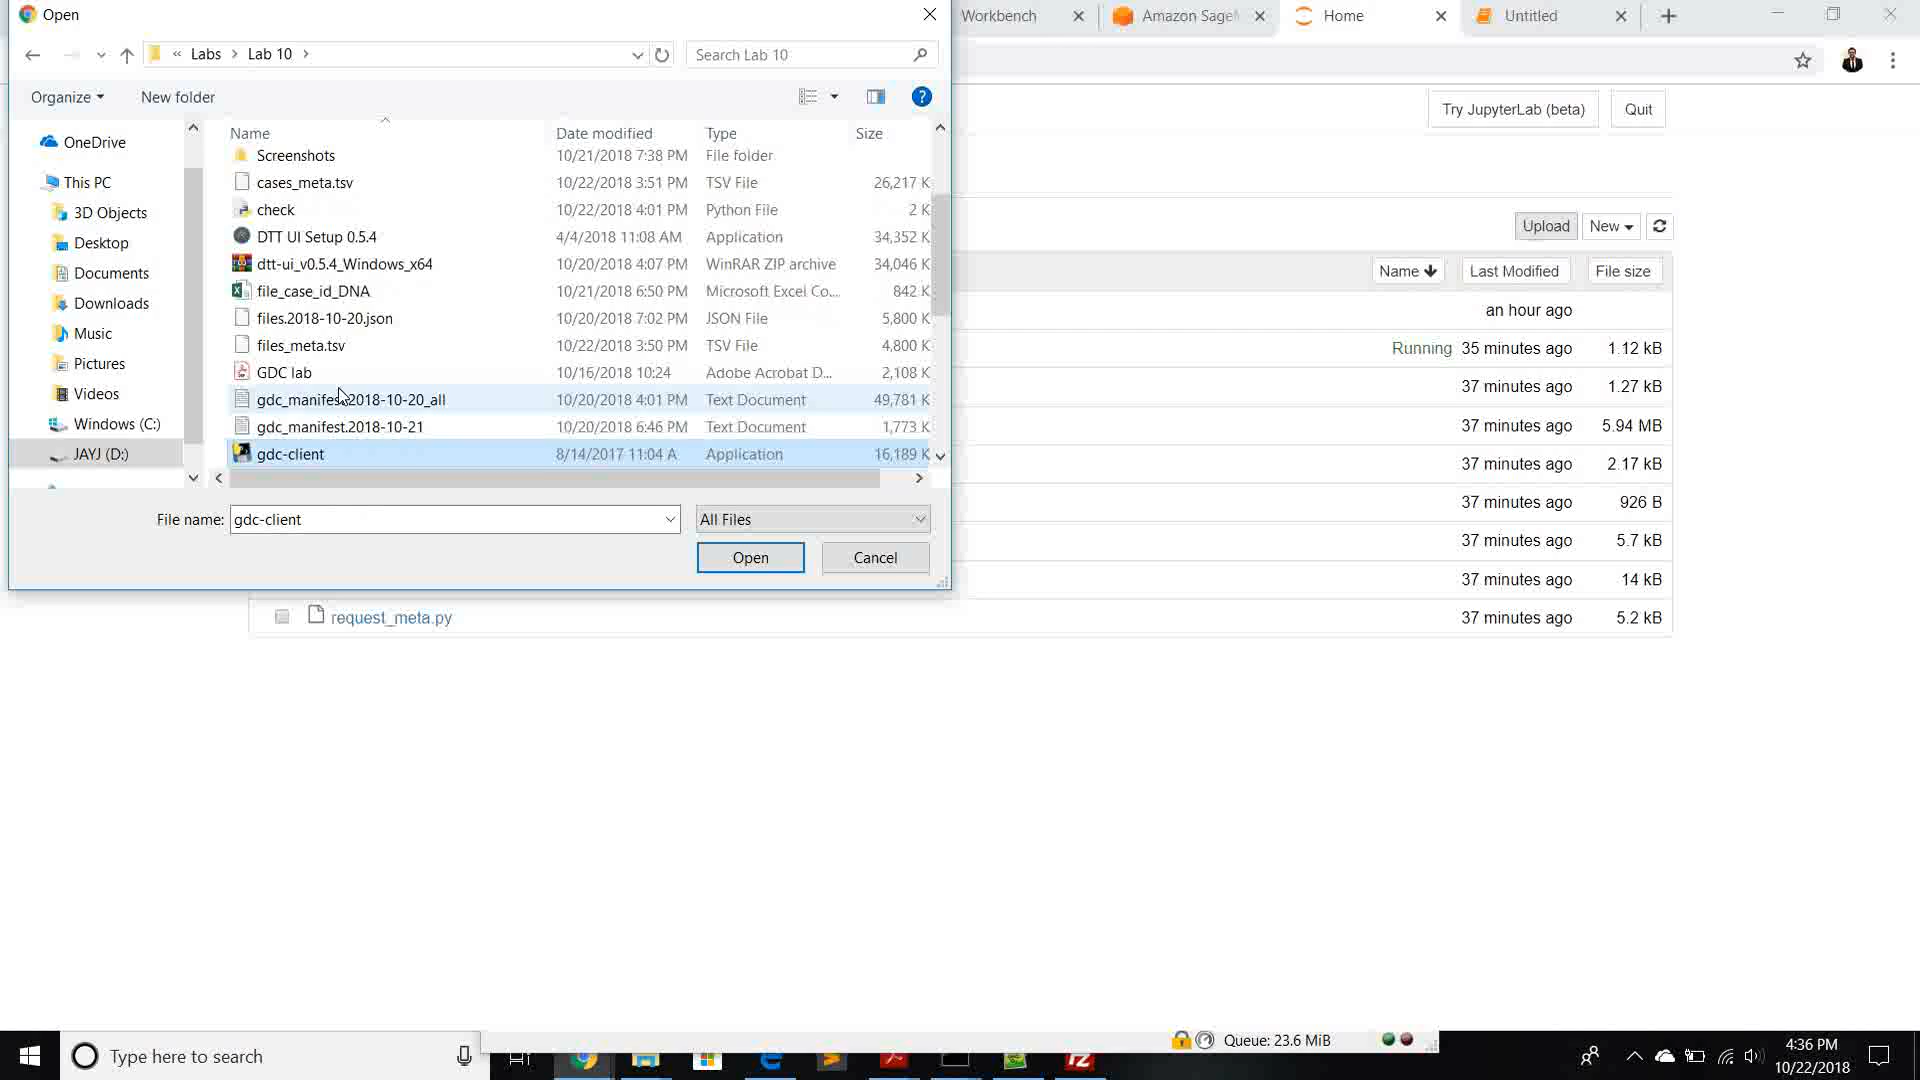 Open
Workbench
Amazon SageM
Home
Untitled
« Labs > Lab 10 >
Search Lab 10
Organize
New folder
Try JupyterLab (beta)
Quit
Name
Date modified
Type
Size
OneDrive
This PC
3D Objects
Desktop
Documents
Downloads
Music
Pictures
Videos
Windows (C:)
JAYJ (D:)
Screenshots 10/21/2018 7:38 PM File folder
cases_meta.tsv 10/22/2018 3:51 PM TSV File 26,217 K
check 10/22/2018 4:01 PM Python File 2 K
DTT UI Setup 0.5.4 4/4/2018 11:08 AM Application 34,352 K
dtt-ui_v0.5.4_Windows_x64 10/20/2018 4:07 PM WinRAR ZIP archive 34,046 K
file_case_id_DNA 10/21/2018 6:50 PM Microsoft Excel Co... 842 K
files.2018-10-20.json 10/20/2018 7:02 PM JSON File 5,800 K
files_meta.tsv 10/22/2018 3:50 PM TSV File 4,800 K
GDC lab 10/16/2018 10:24 Adobe Acrobat D... 2,108 K
gdc_manifest.2018-10-20_all 10/20/2018 4:01 PM Text Document 49,781 K
gdc_manifest.2018-10-21 10/20/2018 6:46 PM Text Document 1,773 K
gdc-client 8/14/2017 11:04 A Application 16,189 K
File name: gdc-client
All Files
Open
Cancel
Upload
New
Name
Last Modified
File size
an hour ago
Running 35 minutes ago 1.12 kB
37 minutes ago 1.27 kB
37 minutes ago 5.94 MB
37 minutes ago 2.17 kB
37 minutes ago 926 B
37 minutes ago 5.7 kB
37 minutes ago 14 kB
request_meta.py 37 minutes ago 5.2 kB
Type here to search
Queue: 23.6 MiB
4:36 PM
10/22/2018